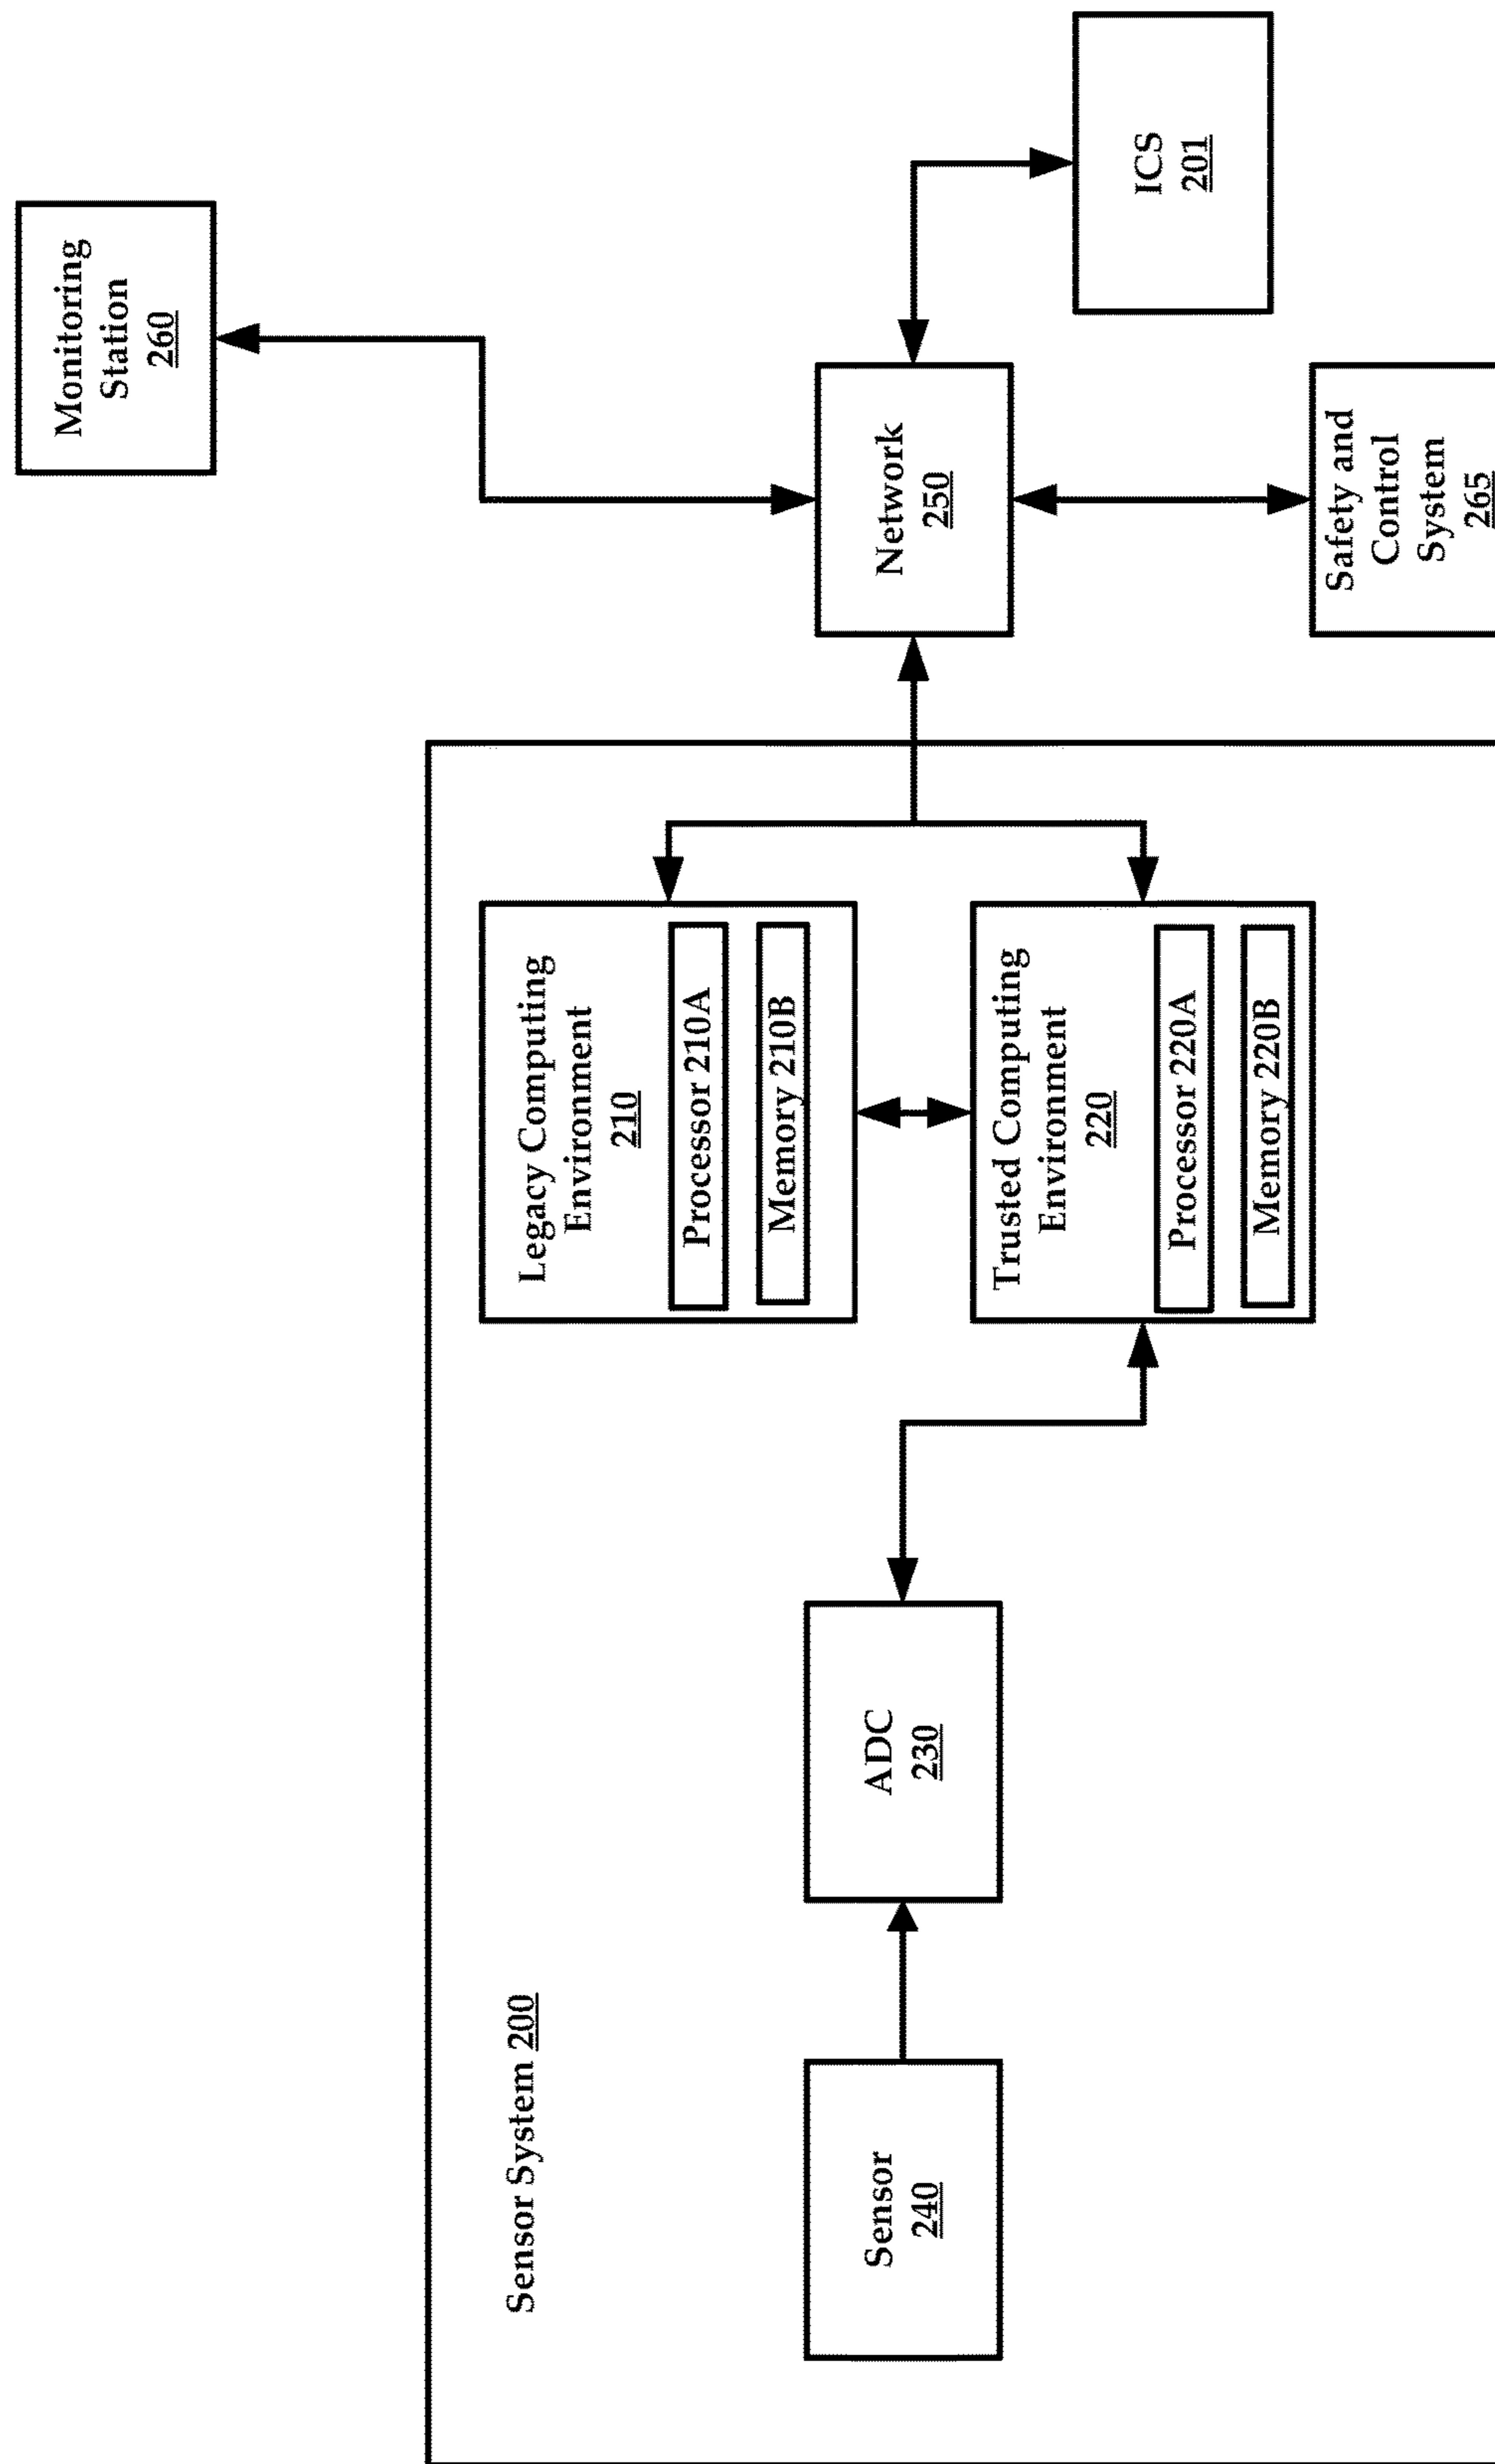 Monitoring
Station
260
Sensor System 200
Legacy Computing
Environment
210
Processor 210A
Memory 210B
Sensor
240
ADC
230
Trusted Computing
Environment
220
Processor 220A
Memory 220B
Network
250
ICS
201
Safety and
Control
System
265